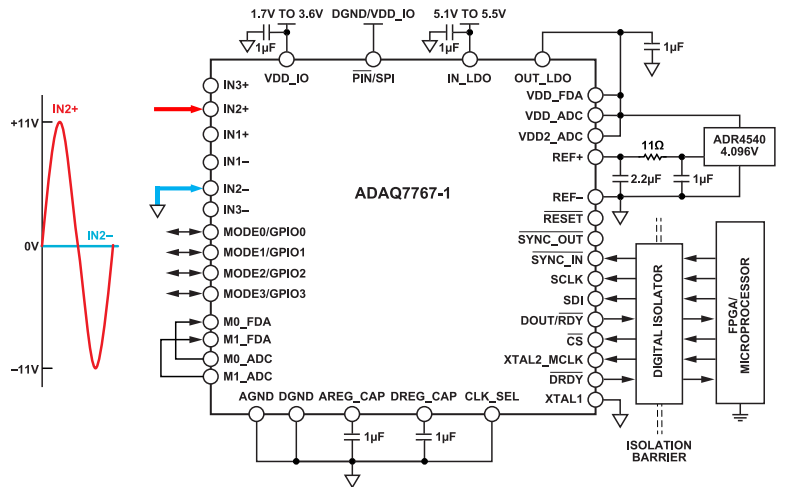 1.7V TO 3.6V
DGND/VDD_IO
5.1V TO 5.5V
1µF
1µF
1µF
VDD_IO
PIN/SPI
IN_LDO
OUT_LDO
IN2+
+11V
IN2–
0V
–11V
IN3+
IN2+
IN1+
IN1–
IN2–
IN3–
MODE0/GPIO0
MODE1/GPIO1
MODE2/GPIO2
MODE3/GPIO3
M0_FDA
M1_FDA
M0_ADC
M1_ADC
ADAQ7767-1
VDD_FDA
VDD_ADC
VDD2_ADC
REF+
REF–
RESET
SYNC_OUT
SYNC_IN
SCLK
SDI
DOUT/RDY
CS
XTAL2_MCLK
DRDY
XTAL1
11Ω
ADR4540
4.096V
2.2µF
1µF
DIGITAL ISOLATOR
FPGA/
MICROPROCESSOR
ISOLATION
BARRIER
AGND
DGND
AREG_CAP
DREG_CAP
CLK_SEL
1µF
1µF